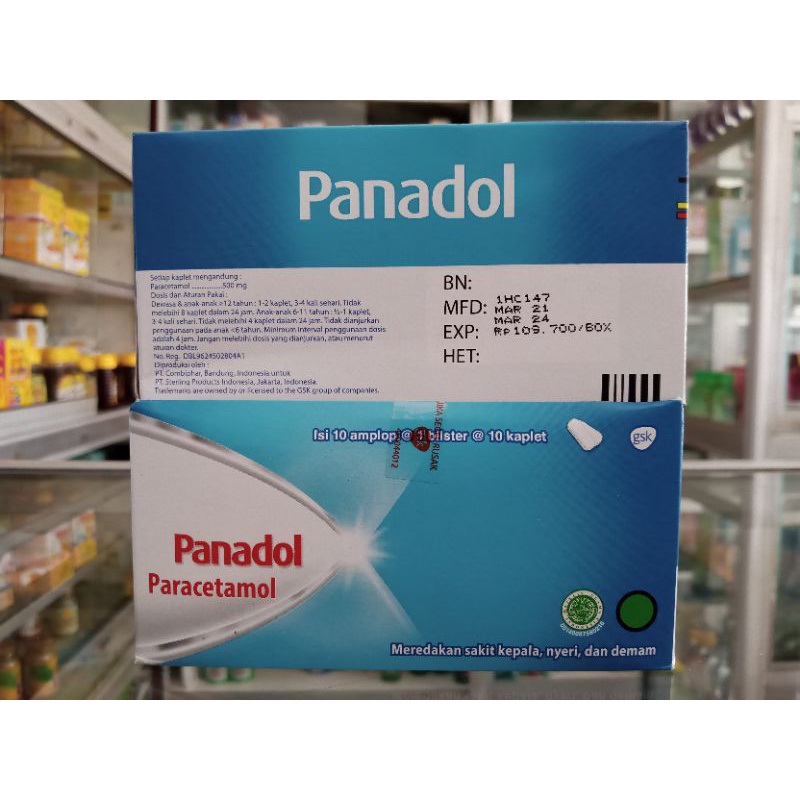 Panadol
Setiap kaplet mengandung :
Paracetamol ................500 mg
Dosis dan Aturan Pakai :
Dewasa & anak-anak ≥12 tahun : 1-2 kaplet, 3-4 kali sehari. Tidak
melebihi 8 kaplet dalam 24 jam. Anak-anak 6-11 tahun : ½-1 kaplet,
3-4 kali sehari. Tidak melebihi 4 kaplet dalam 24 jam. Tidak dianjurkan
penggunaan pada anak <6 tahun. Minimum interval penggunaan dosis
adalah 4 jam. Jangan melebihi dosis yang dianjurkan, atau menurut
aturan dokter.
No. Reg. DBL9624502804A1
Diproduksi oleh :
PT. Combiphar, Bandung, Indonesia untuk
PT. Sterling Products Indonesia, Jakarta, Indonesia.
Trademarks are owned by or licensed to the GSK group of companies.
BN:
MFD:
EXP:
HET:
1HC147
MAR 21
MAR 24
RP109.700/BOX
Isi 10 amplop @ 1 blister @ 10 kaplet
gsk
RUSAK
Panadol
Paracetamol
Meredakan sakit kepala, nyeri, dan demam